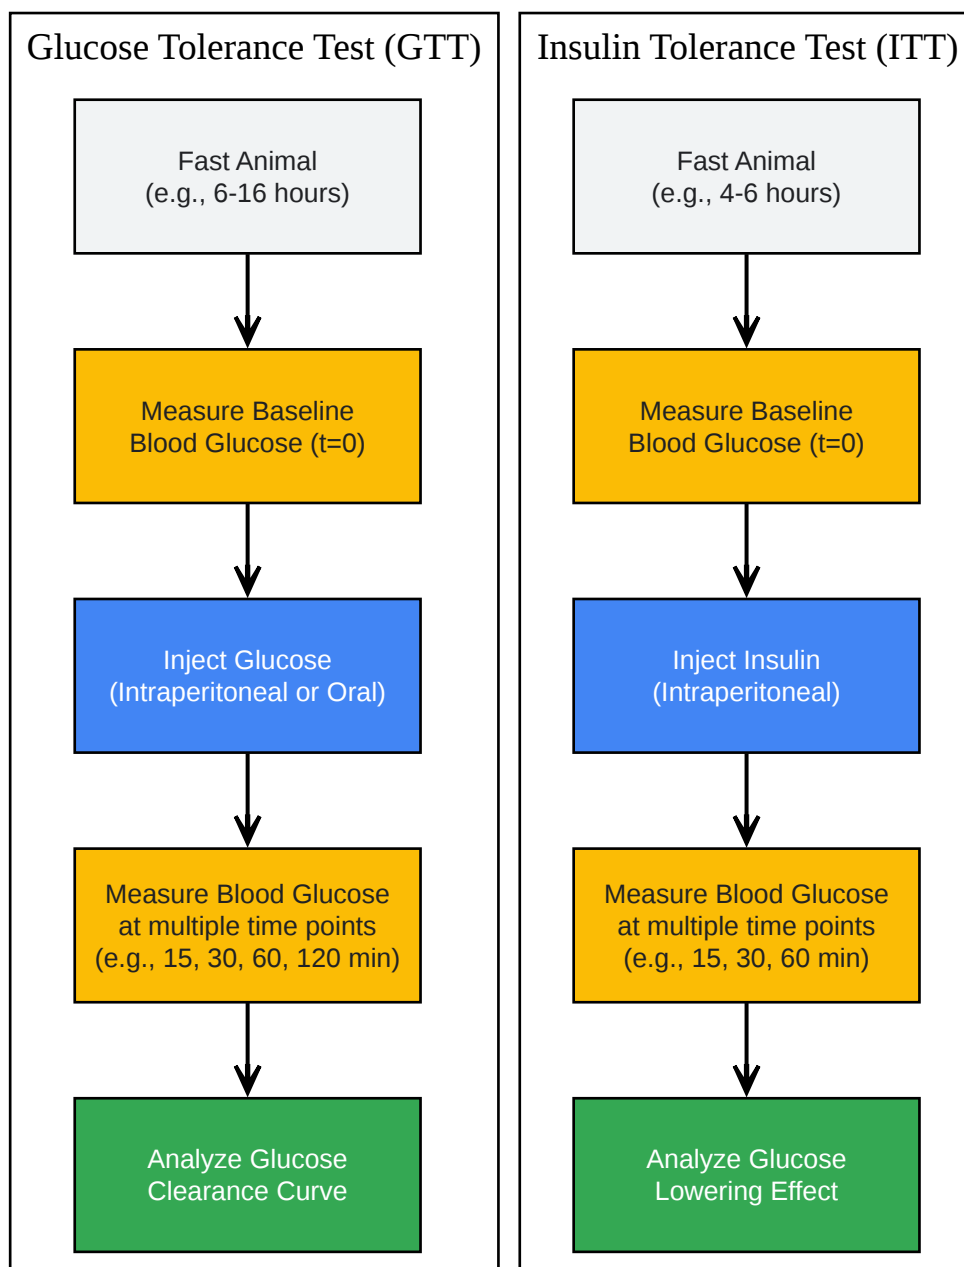 Glucose Tolerance Test (GTT)
Fast Animal
(e.g., 6-16 hours)
Measure Baseline
Blood Glucose (t=0)
Inject Glucose
(Intraperitoneal or Oral)
Measure Blood Glucose
at multiple time points
(e.g., 15, 30, 60, 120 min)
Analyze Glucose
Clearance Curve
Insulin Tolerance Test (ITT)
Fast Animal
(e.g., 4-6 hours)
Measure Baseline
Blood Glucose (t=0)
Inject Insulin
(Intraperitoneal)
Measure Blood Glucose
at multiple time points
(e.g., 15, 30, 60 min)
Analyze Glucose
Lowering Effect